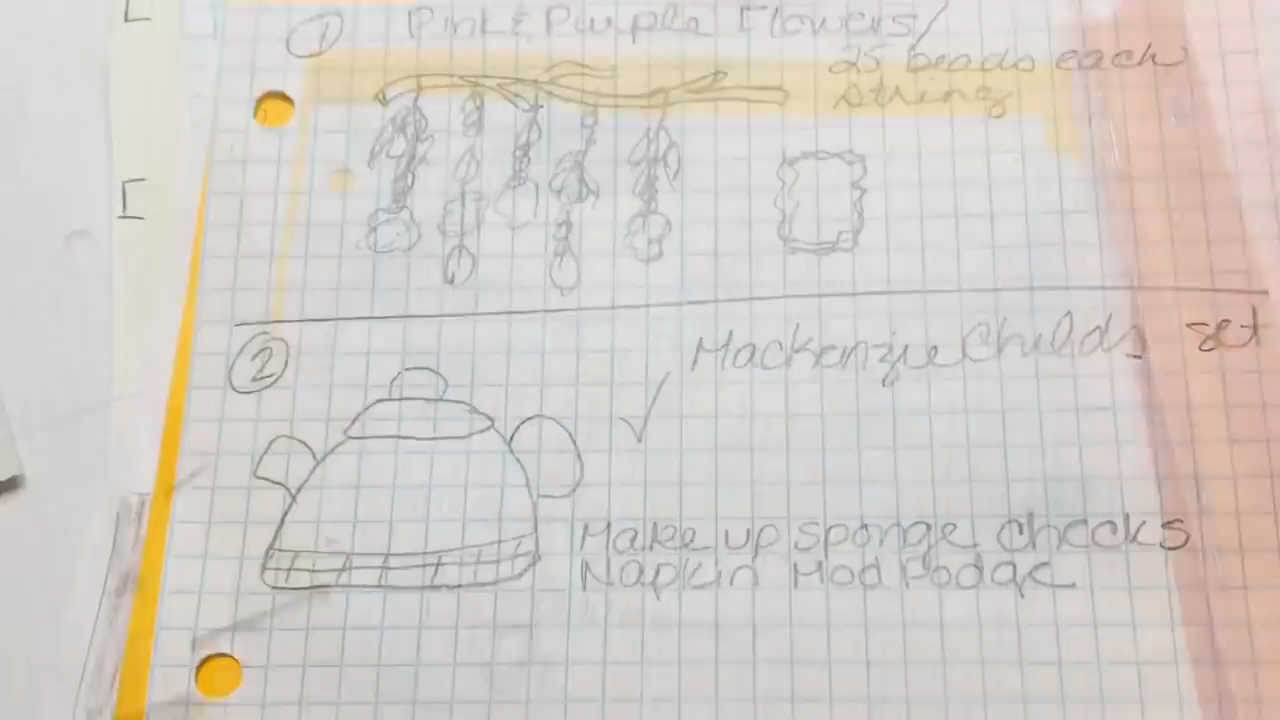 ① Pink & Purple Flowers/
25 beads each
string
② Mackenzie Childs set
Make up sponge checks
Napkin Mod Podge